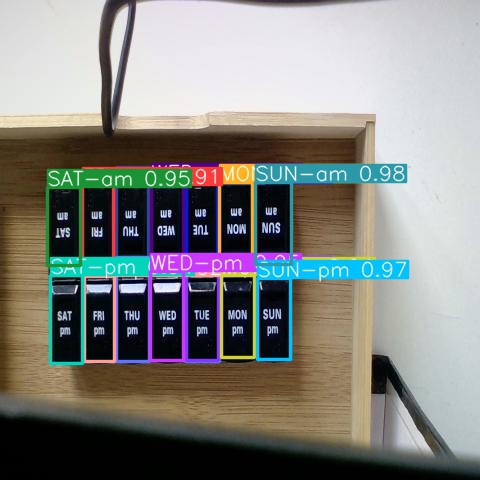 WED
SAT-am 0.95 91 MO SUN-am 0.98
SAT FRI THU WED TUE MON SUN
am am am am am am am
SAT-pm WED-pm SUN-pm 0.97
SAT FRI THU WED TUE MON SUN
pm pm pm pm pm pm pm